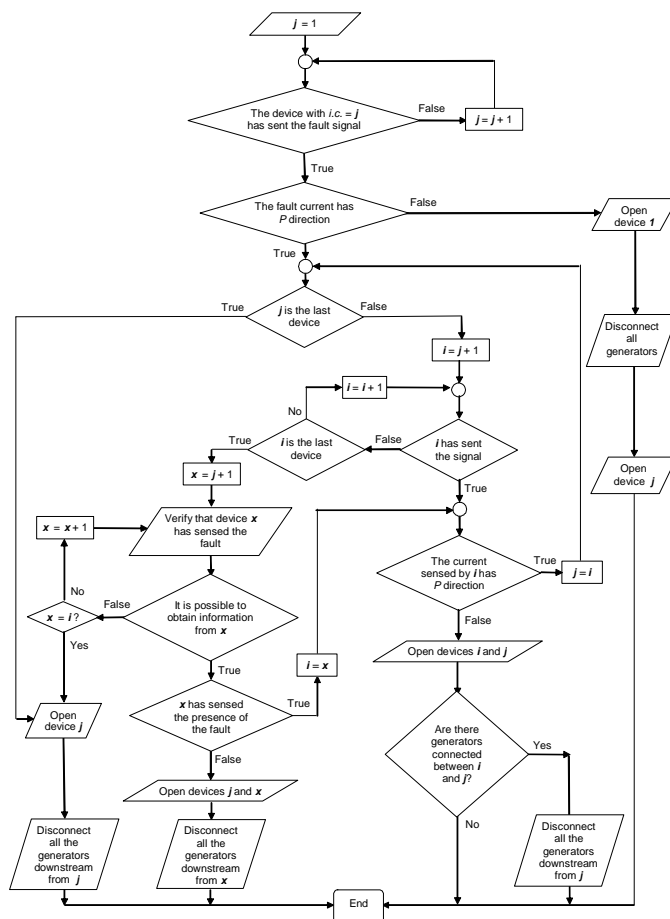 j = 1
The device with i.c. = j
has sent the fault signal
False
j = j + 1
True
The fault current has
P direction
False
Open
device 1
True
True
j is the last
device
False
Disconnect
all
generators
i = j + 1
i = i + 1
No
True
i is the last
device
False
i has sent
the signal
Open
device j
x = j + 1
True
x = x + 1
Verify that device x
has sensed the
fault
The current
sensed by i has
P direction
True
j = i
No
x = i ?
False
It is possible to
obtain information
from x
False
Yes
Open devices i and j
True
i = x
Open
device j
x has sensed
the presence of
the fault
True
Are there
generators
connected
between i
and j?
Yes
False
Open devices j and x
No
Disconnect
all the
generators
downstream
from j
Disconnect
all the
generators
downstream
from x
Disconnect
all the
generators
downstream
from j
End